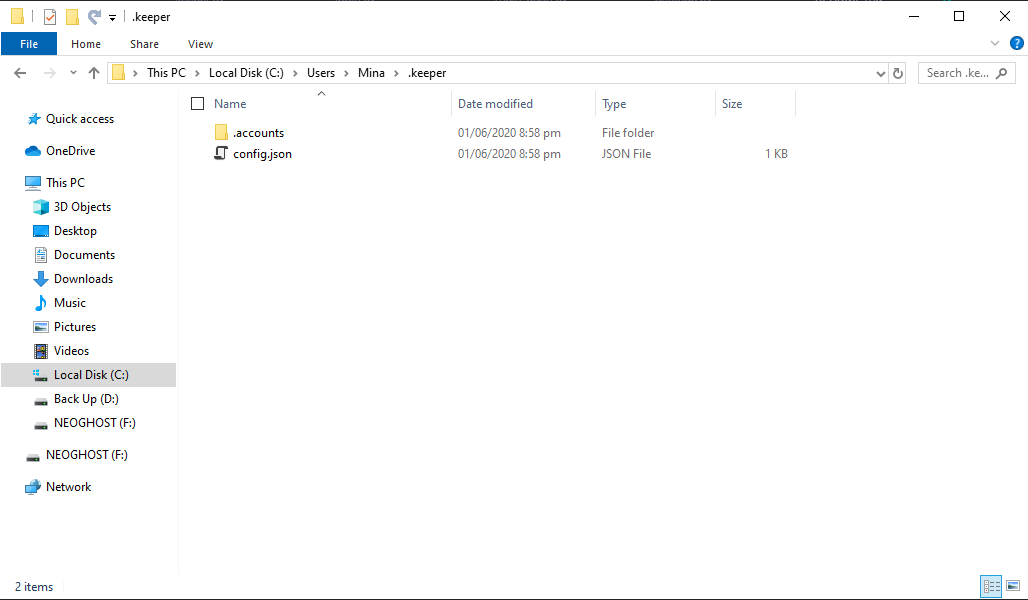 .keeper
File Home Share View
This PC Local Disk (C:) Users Mina .keeper Search .ke...
Name Date modified Type Size
.accounts 01/06/2020 8:58 pm File folder
config.json 01/06/2020 8:58 pm JSON File 1 KB
Quick access
OneDrive
This PC
3D Objects
Desktop
Documents
Downloads
Music
Pictures
Videos
Local Disk (C:)
Back Up (D:)
NEOGHOST (F:)
NEOGHOST (F:)
Network
2 items